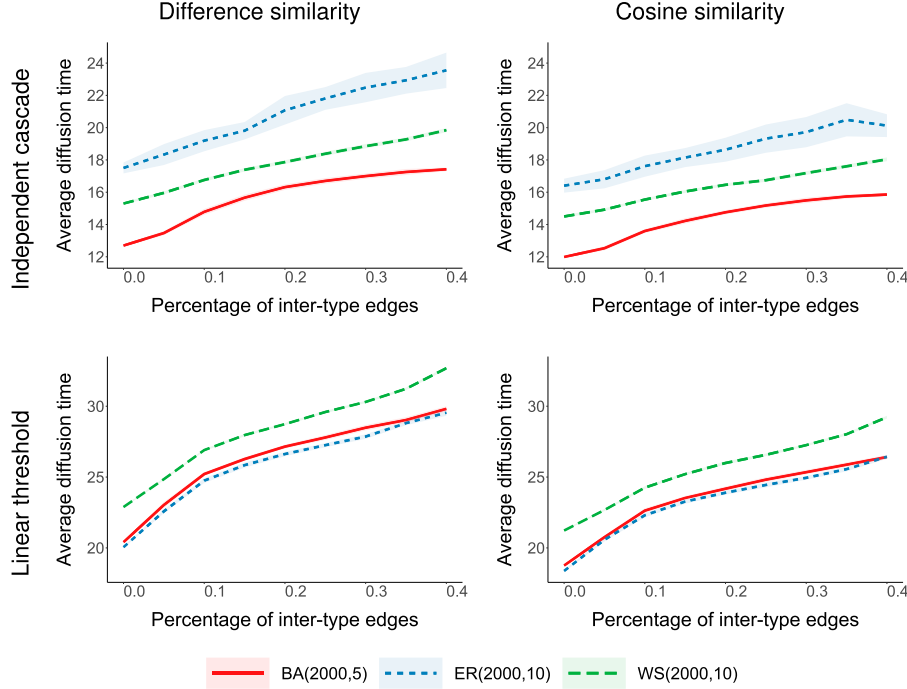 Difference similarity
Cosine similarity
Independent cascade
Average diffusion time
24
22
20
18
16
14
12
0.0 0.1 0.2 0.3 0.4
Percentage of inter-type edges
Average diffusion time
24
22
20
18
16
14
12
0.0 0.1 0.2 0.3 0.4
Percentage of inter-type edges
Linear threshold
Average diffusion time
30
25
20
0.0 0.1 0.2 0.3 0.4
Percentage of inter-type edges
Average diffusion time
30
25
20
0.0 0.1 0.2 0.3 0.4
Percentage of inter-type edges
BA(2000,5) ER(2000,10) WS(2000,10)